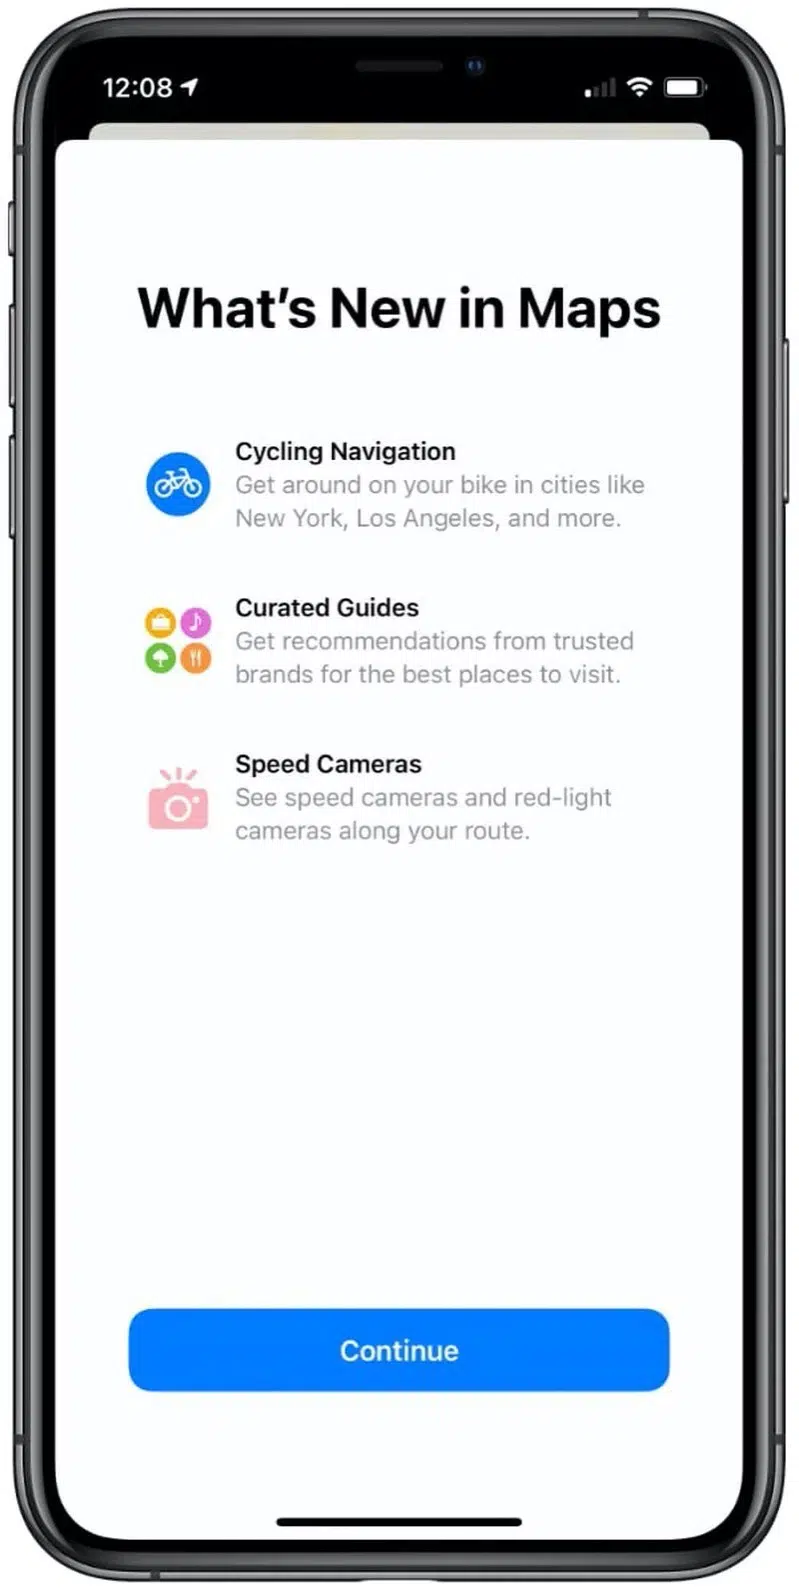 12:08
What's New in Maps
Cycling Navigation
Get around on your bike in cities like
New York, Los Angeles, and more.
Curated Guides
Get recommendations from trusted
brands for the best places to visit.
Speed Cameras
See speed cameras and red-light
cameras along your route.
Continue